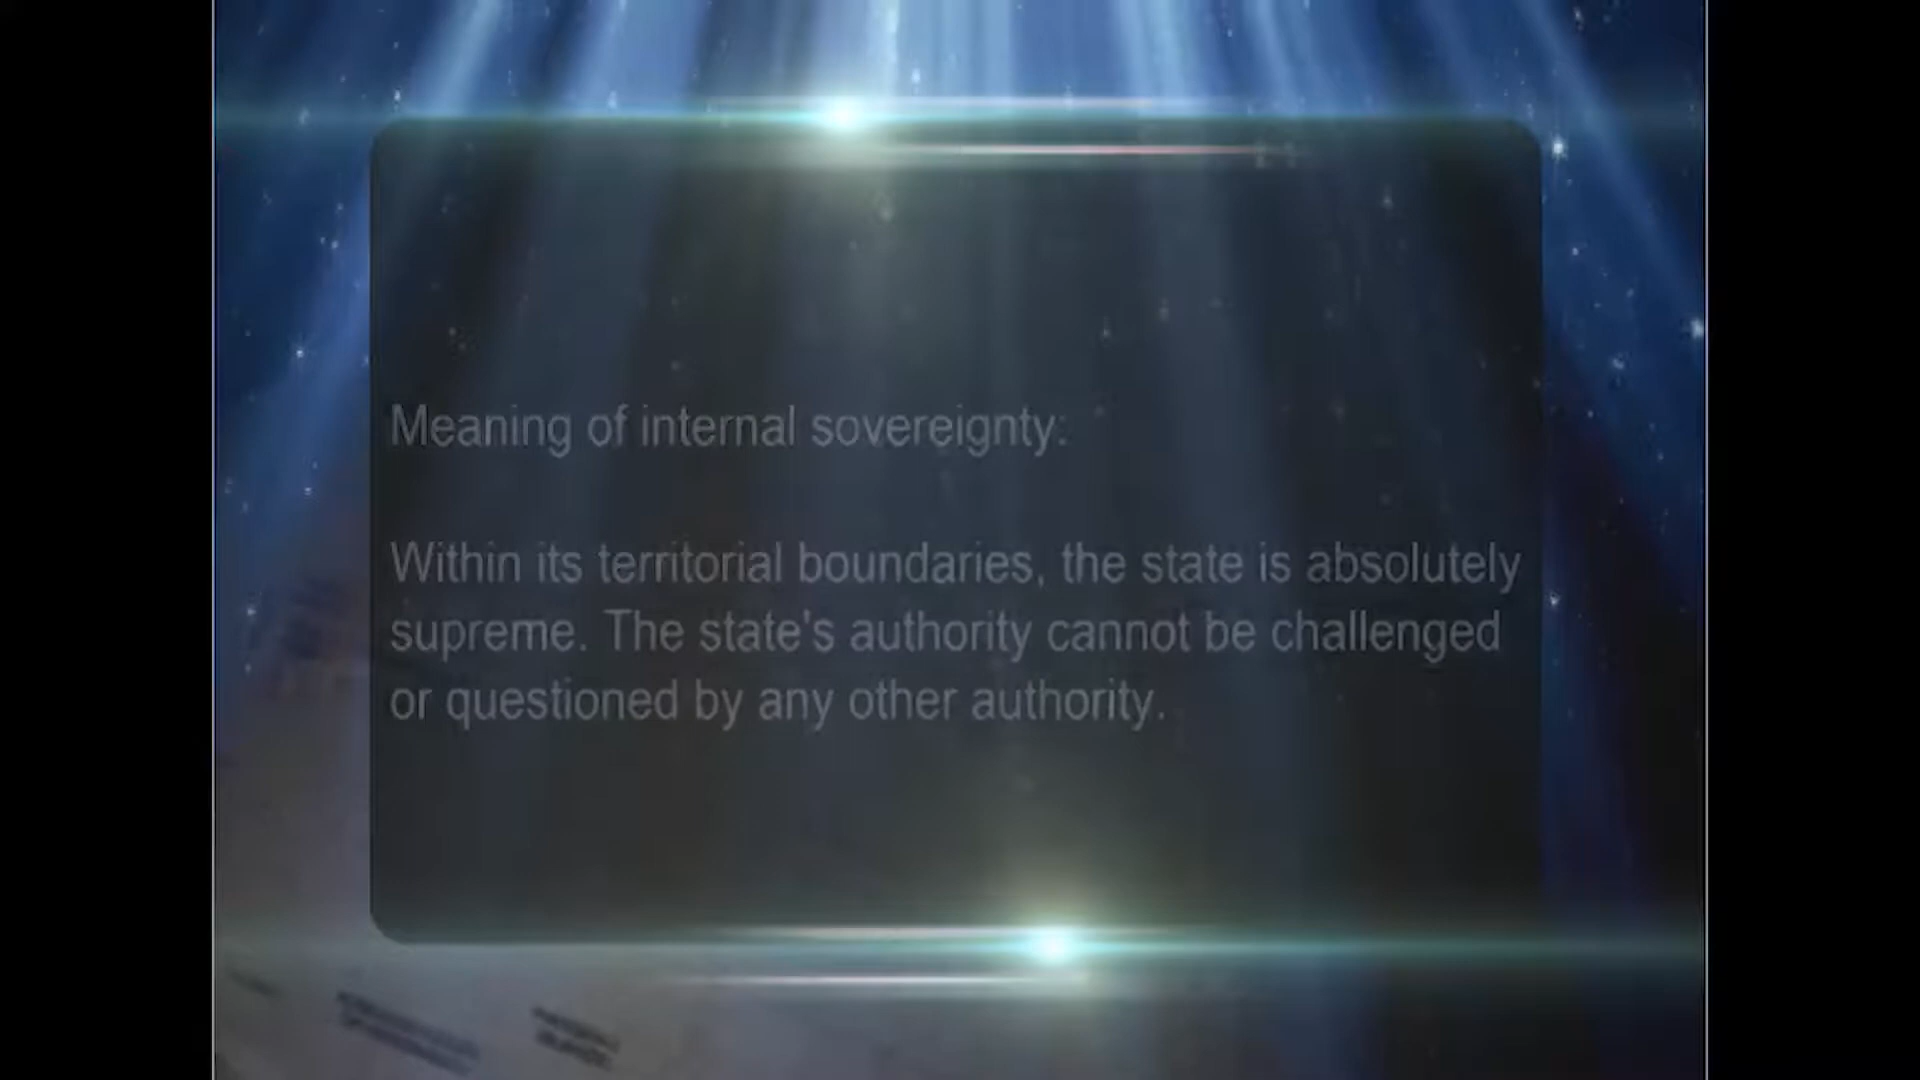 Meaning of internal sovereignty:
Within its territorial boundaries, the state is absolutely
supreme. The state's authority cannot be challenged
or questioned by any other authority.